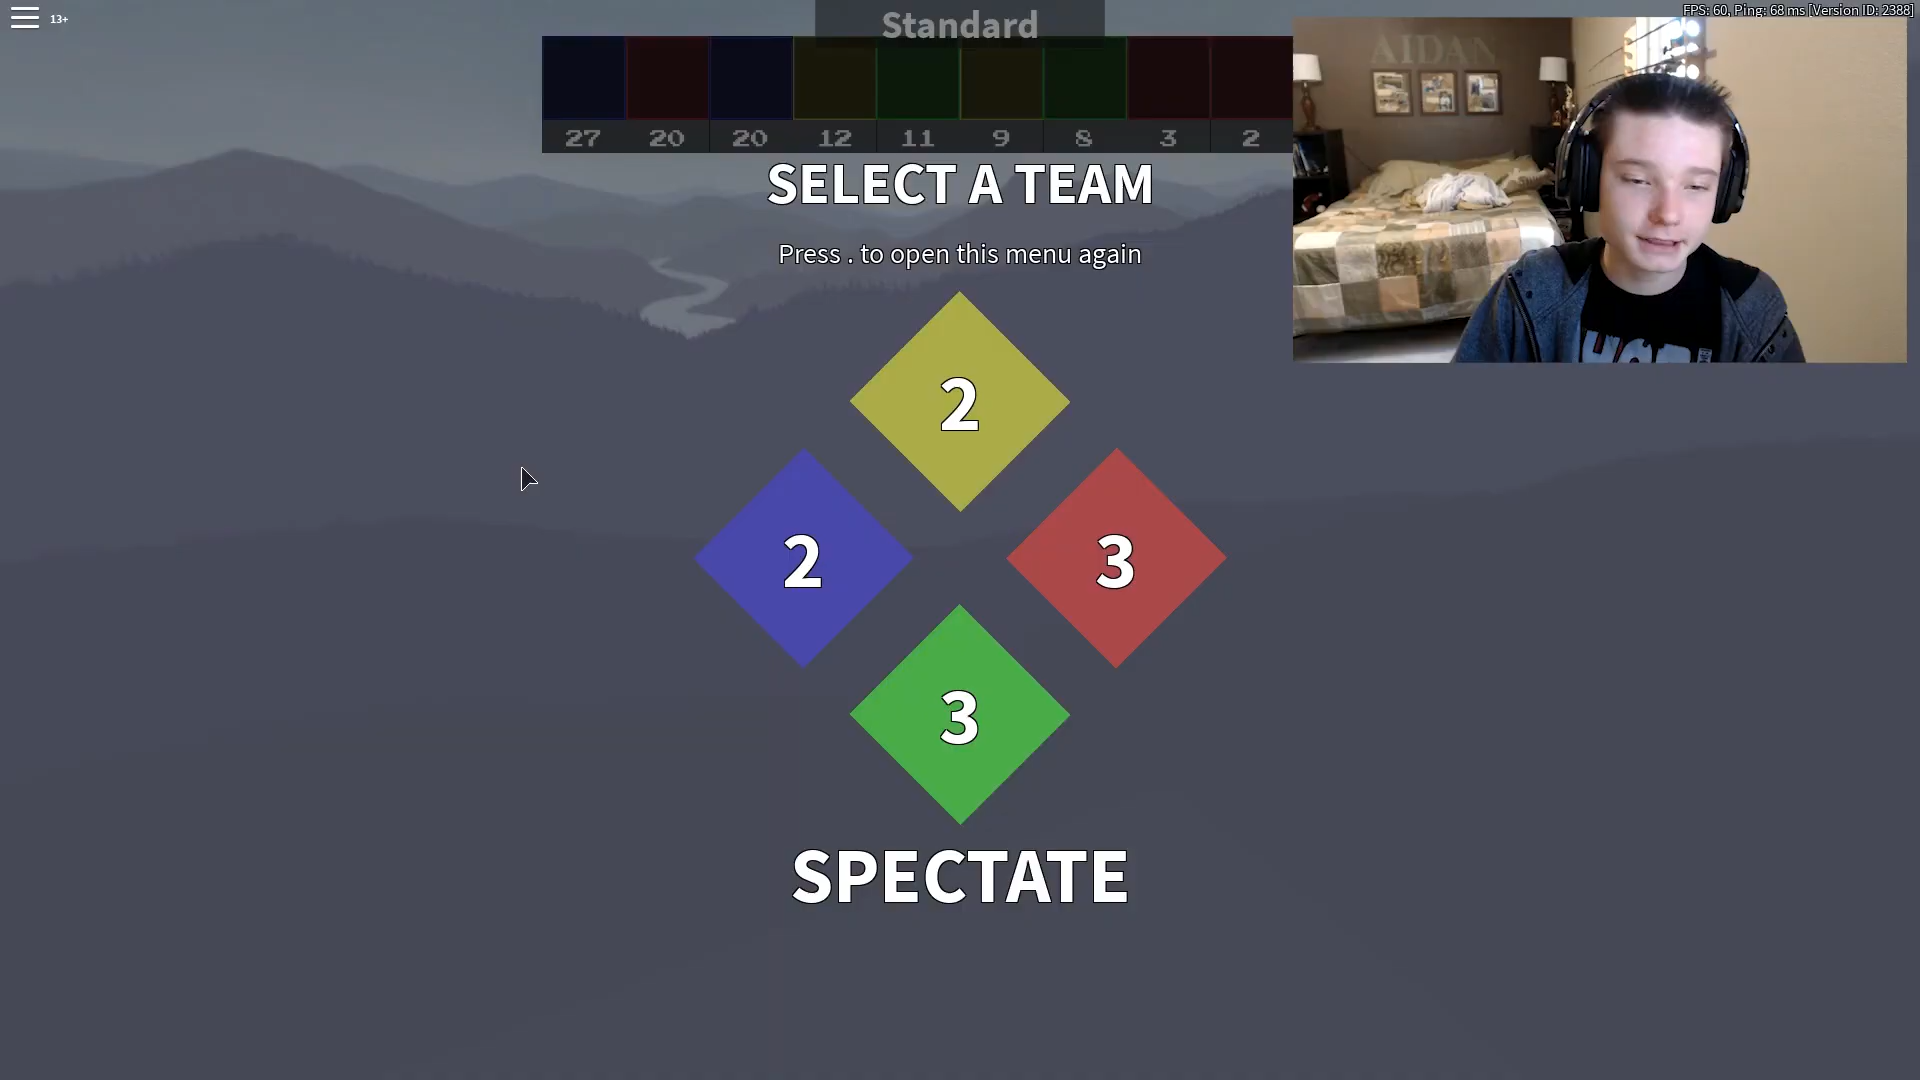 13+
Standard
FPS: 60, Ping: 68 ms [Version ID: 2388]
27 20 20 12 11 9 8 3 2
AIDAN
SELECT A TEAM
Press . to open this menu again
2
2
3
3
SPECTATE